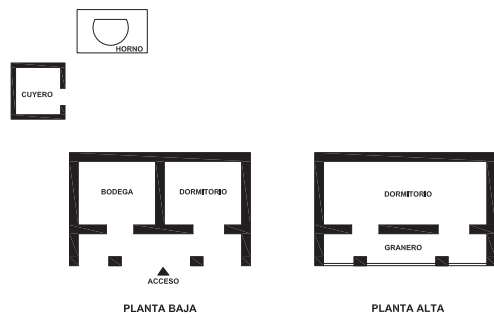 HORNO
CUYERO
BODEGA
DORMITORIO
DORMITORIO
GRANERO
ACCESO
PLANTA BAJA
PLANTA ALTA